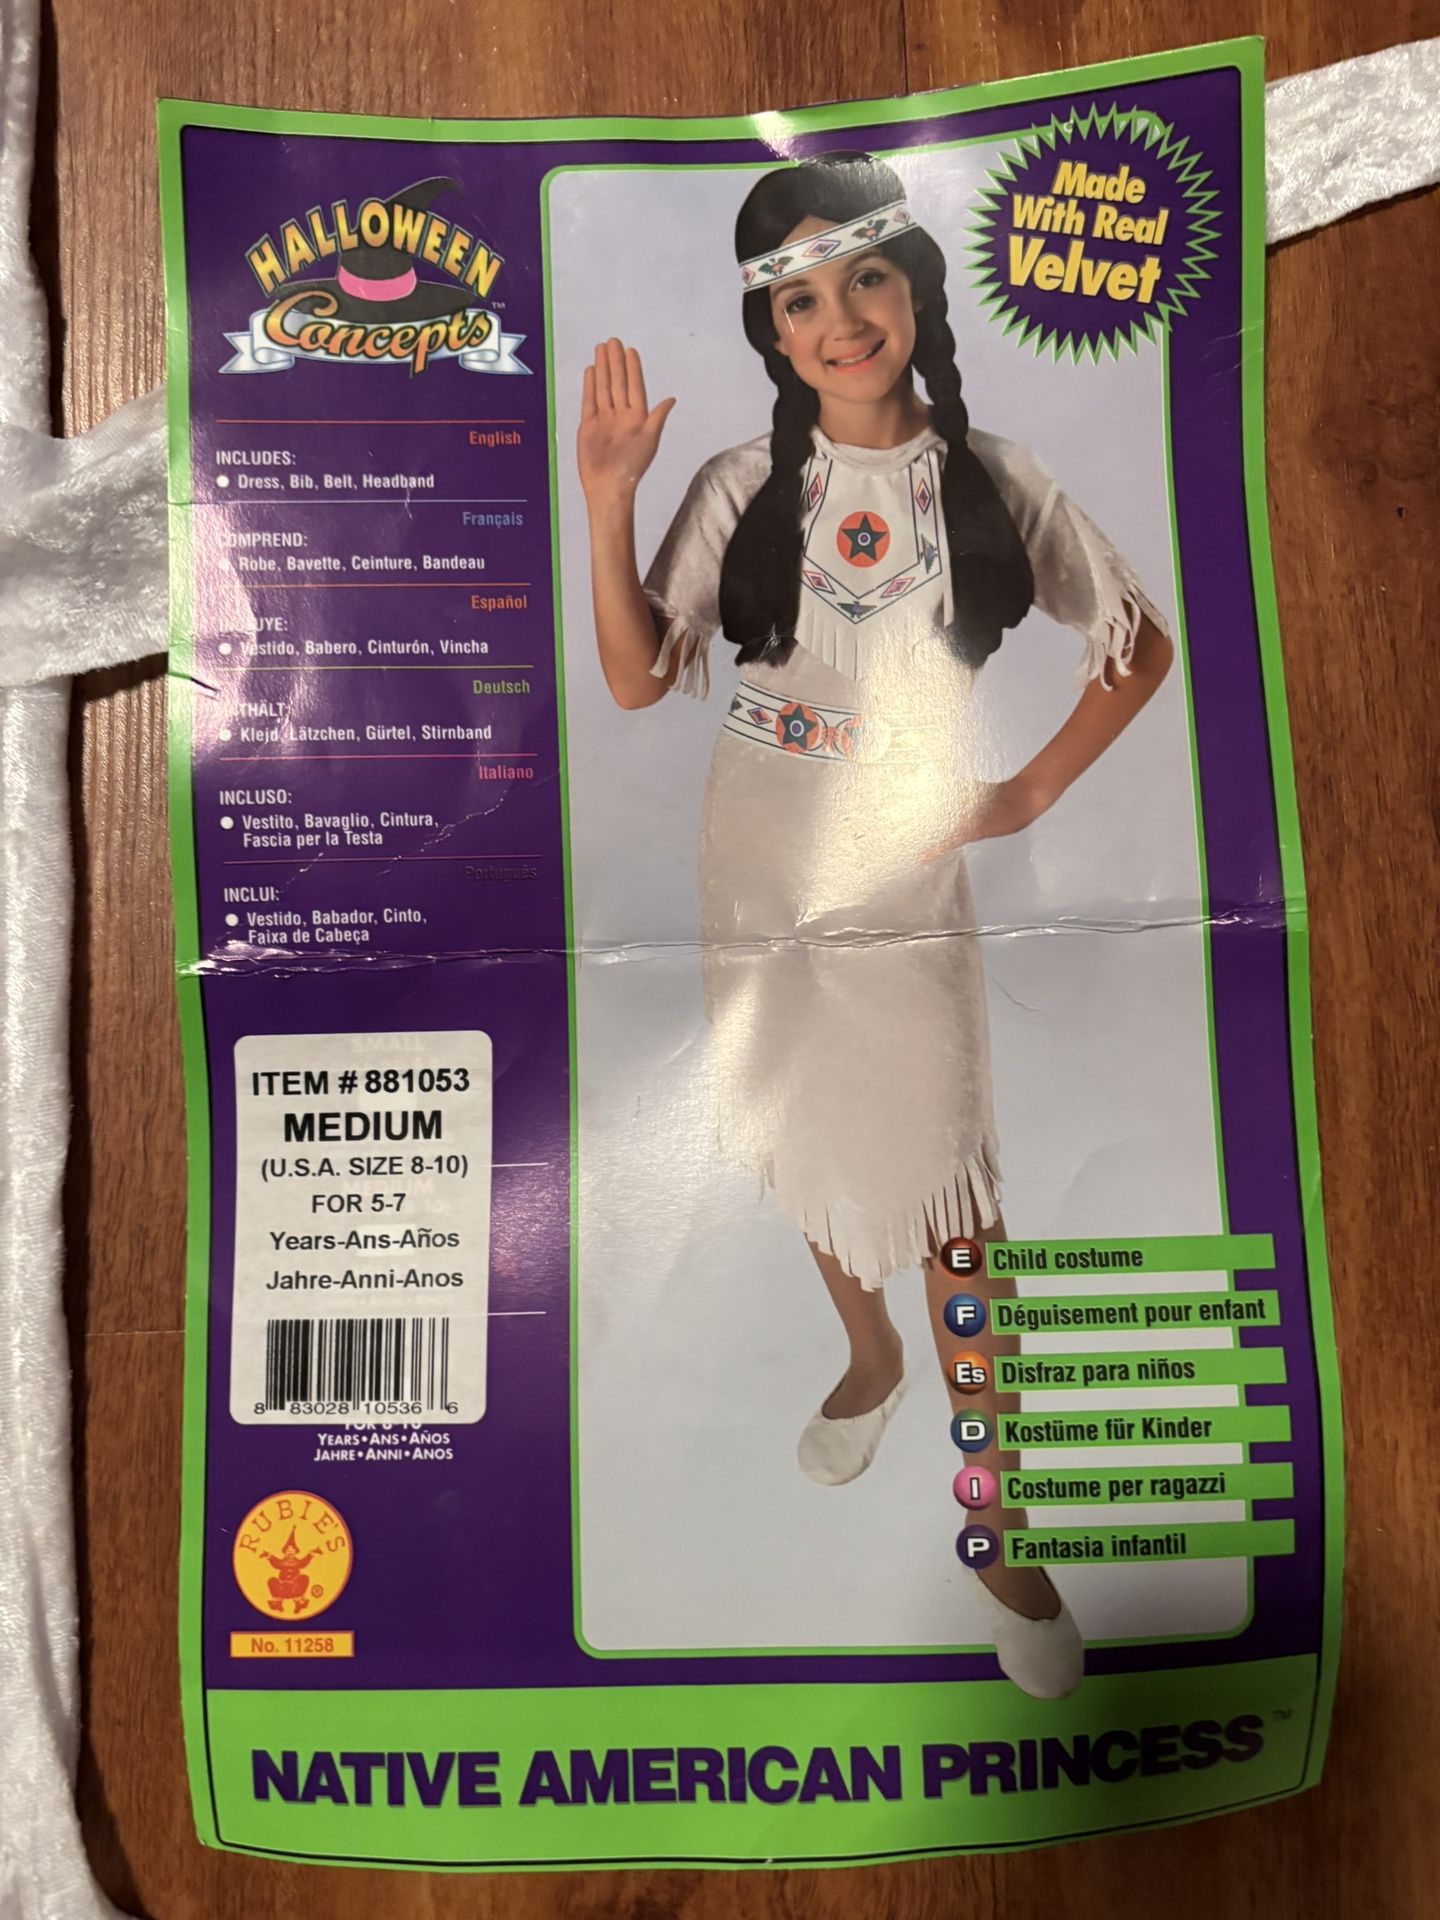 HALLOWEEN
Concepts™
Made
With Real
Velvet
English
INCLUDES:
● Dress, Bib, Belt, Headband
Français
COMPREND:
Robe, Bavette, Ceinture, Bandeau
Español
● Vestido, Babero, Cinturón, Vincha
Deutsch
● Kleid, Lätzchen, Gürtel, Stirnband
Italiano
INCLUSO:
● Vestito, Bavaglio, Cintura,
Fascia per la Testa
Português
INCLUI:
● Vestido, Babador, Cinto,
Faixa de Cabeça
SMALL
ITEM # 881053
MEDIUM
(U.S.A. SIZE 8-10)
FOR 5-7
Years-Ans-Años
Jahre-Anni-Anos
8 83028 10536 6
YEARS • ANS • AÑOS
JAHRE • ANNI • ANOS
RUBIE'S
®
No. 11258
E Child costume
F Déguisement pour enfant
Es Disfraz para niños
D Kostüme für Kinder
I Costume per ragazzi
P Fantasia infantil
NATIVE AMERICAN PRINCESS™